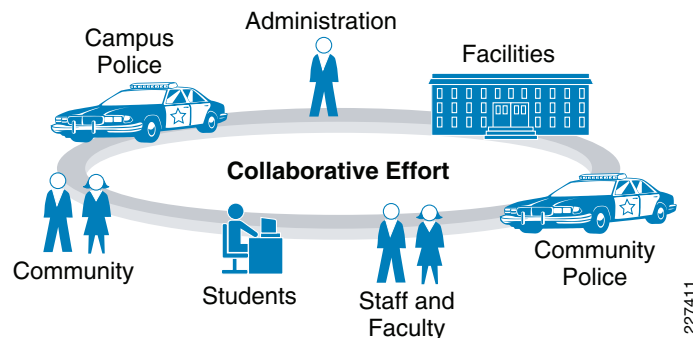 Administration
Campus
Police
Facilities
Collaborative Effort
Community
Students
Staff and
Faculty
Community
Police
227411